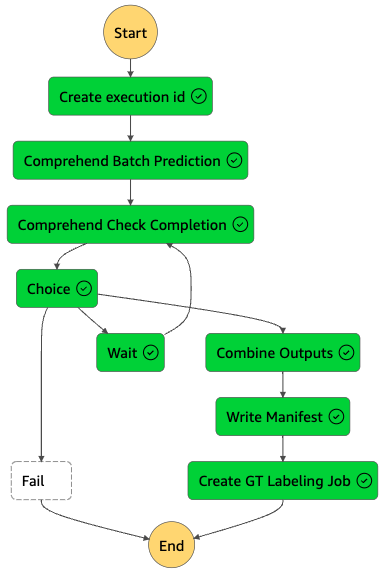 Start
Create execution id
Comprehend Batch Prediction
Comprehend Check Completion
Choice
Wait
Combine Outputs
Write Manifest
Fail
Create GT Labeling Job
End